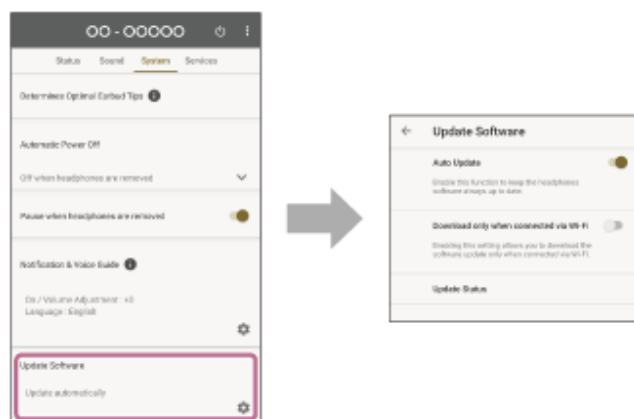 OO-OOOOO
Status Sound System Services
Determines Optimal Earbud Tips
Automatic Power Off
Off when headphones are removed
Pause when headphones are removed
Notification & Voice Guide
On / Volume Adjustment: +0
Language: English
Update Software
Update automatically
Update Software
Auto Update
Enable this function to keep the headphones
software always up to date.
Download only when connected via Wi-Fi
Enabling this setting allows you to download the
software update only when connected via Wi-Fi.
Update Status